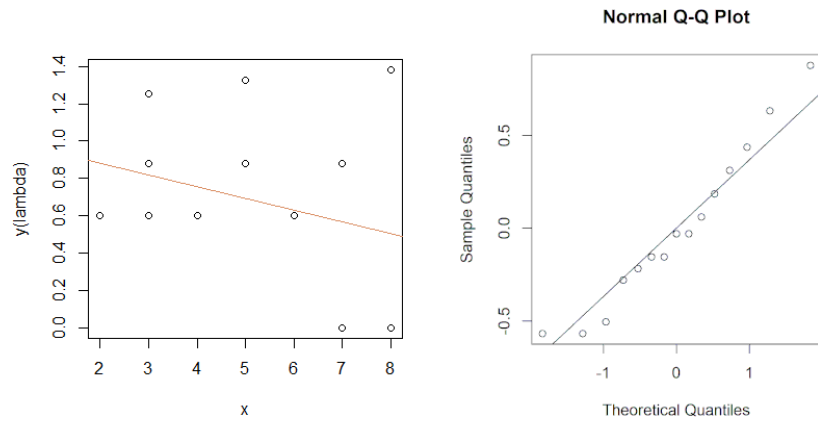 y(lambda)
1.4
1.2
1.0
0.8
0.6
0.4
0.2
0.0
2 3 4 5 6 7 8
x
Normal Q-Q Plot
Sample Quantiles
0.5
0.0
-0.5
-1 0 1
Theoretical Quantiles